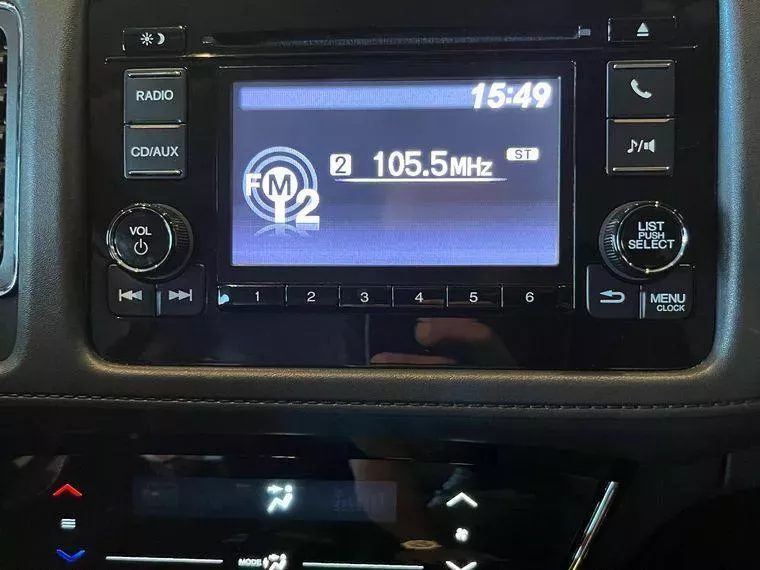 15:49
RADIO
CD/AUX
FM2
2 105.5MHz ST
VOL
LIST
PUSH
SELECT
1 2 3 4 5 6
MENU
CLOCK
MODE